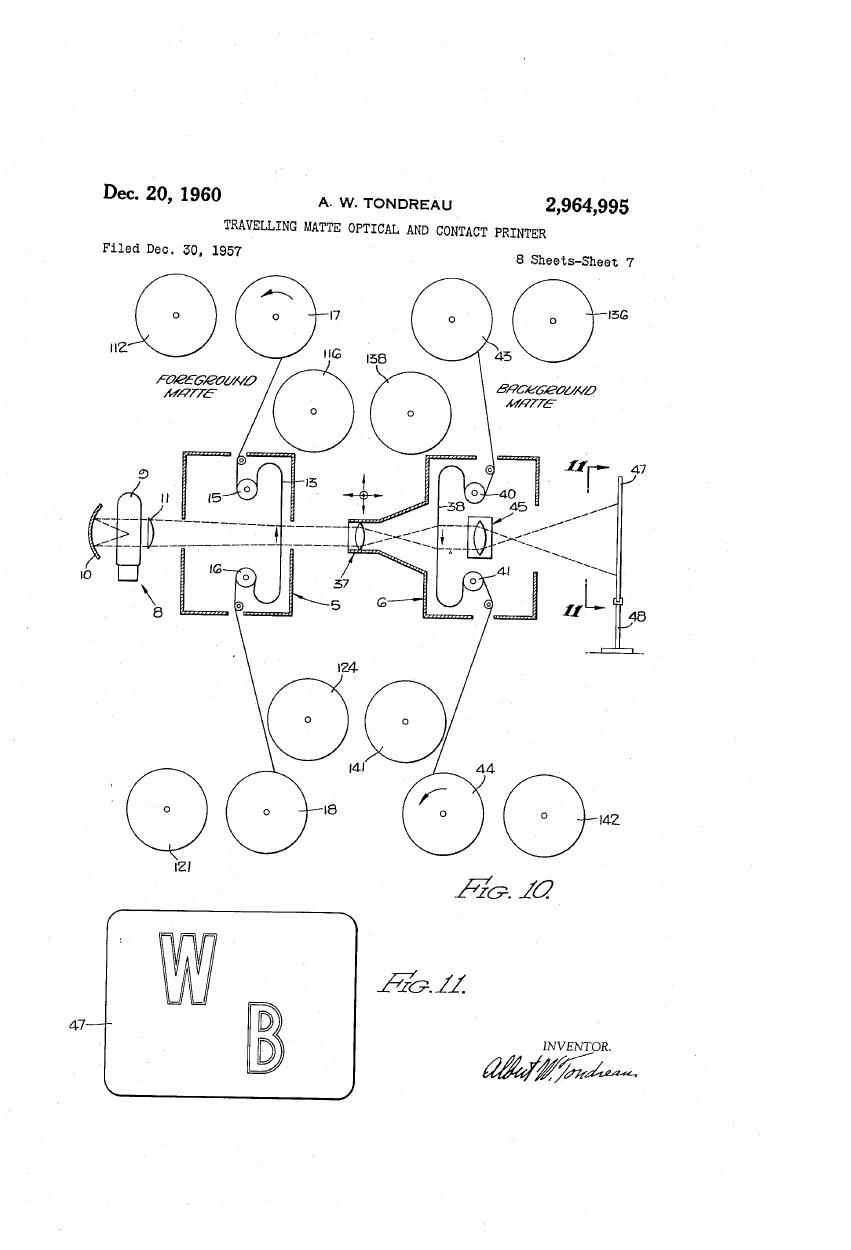 Dec. 20, 1960
A. W. TONDREAU
2,964,995
TRAVELLING MATTE OPTICAL AND CONTACT PRINTER
Filed Dec. 30, 1957
8 Sheets-Sheet 7
112
17
43
136
116
138
FOREGROUND
MATTE
BACKGROUND
MATTE
9
11
15
13
38
40
45
11
47
10
8
16
37
5
6
41
11
48
124
141
44
121
18
142
FIG. 10.
W
B
47
FIG. 11.
INVENTOR.
Albert W. Tondreau